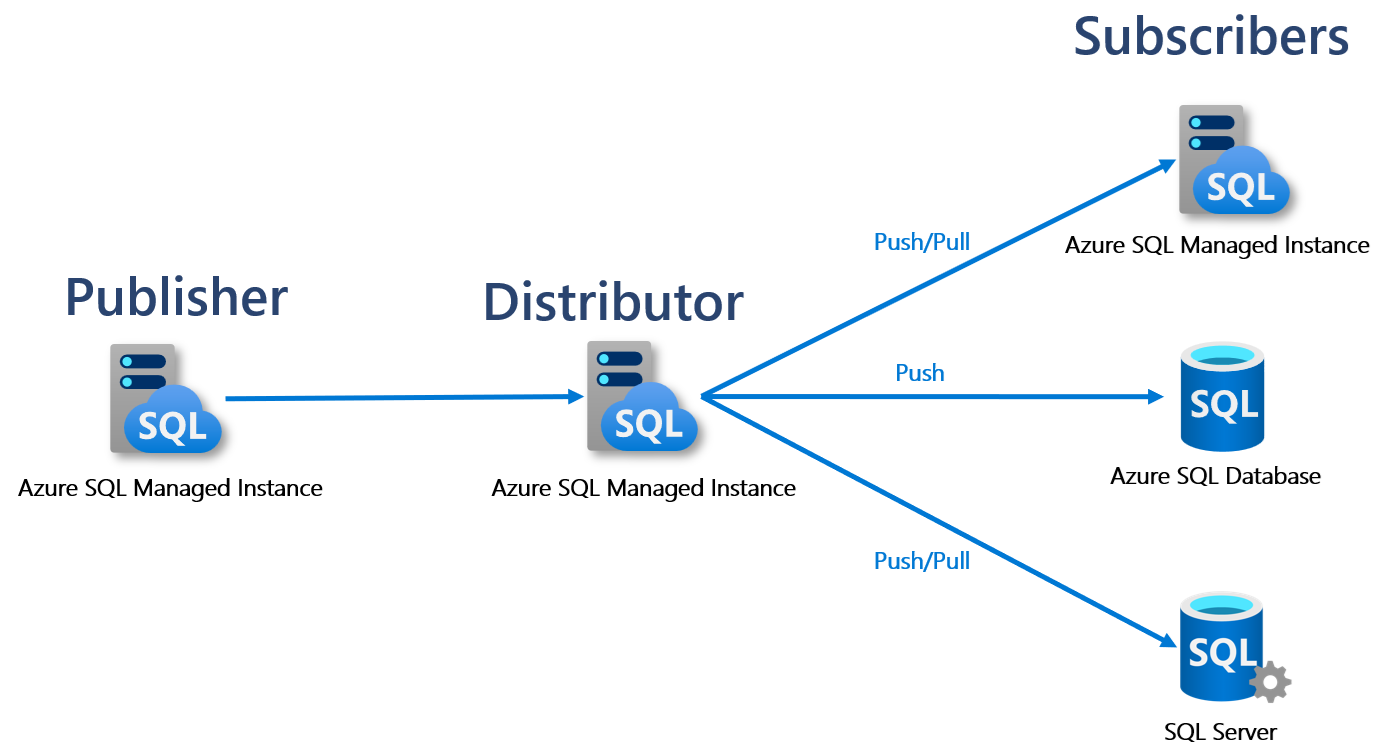 Subscribers
SQL
Azure SQL Managed Instance
Push/Pull
Publisher
Distributor
SQL
Azure SQL Managed Instance
SQL
Azure SQL Managed Instance
Push
SQL
Azure SQL Database
Push/Pull
SQL
SQL Server